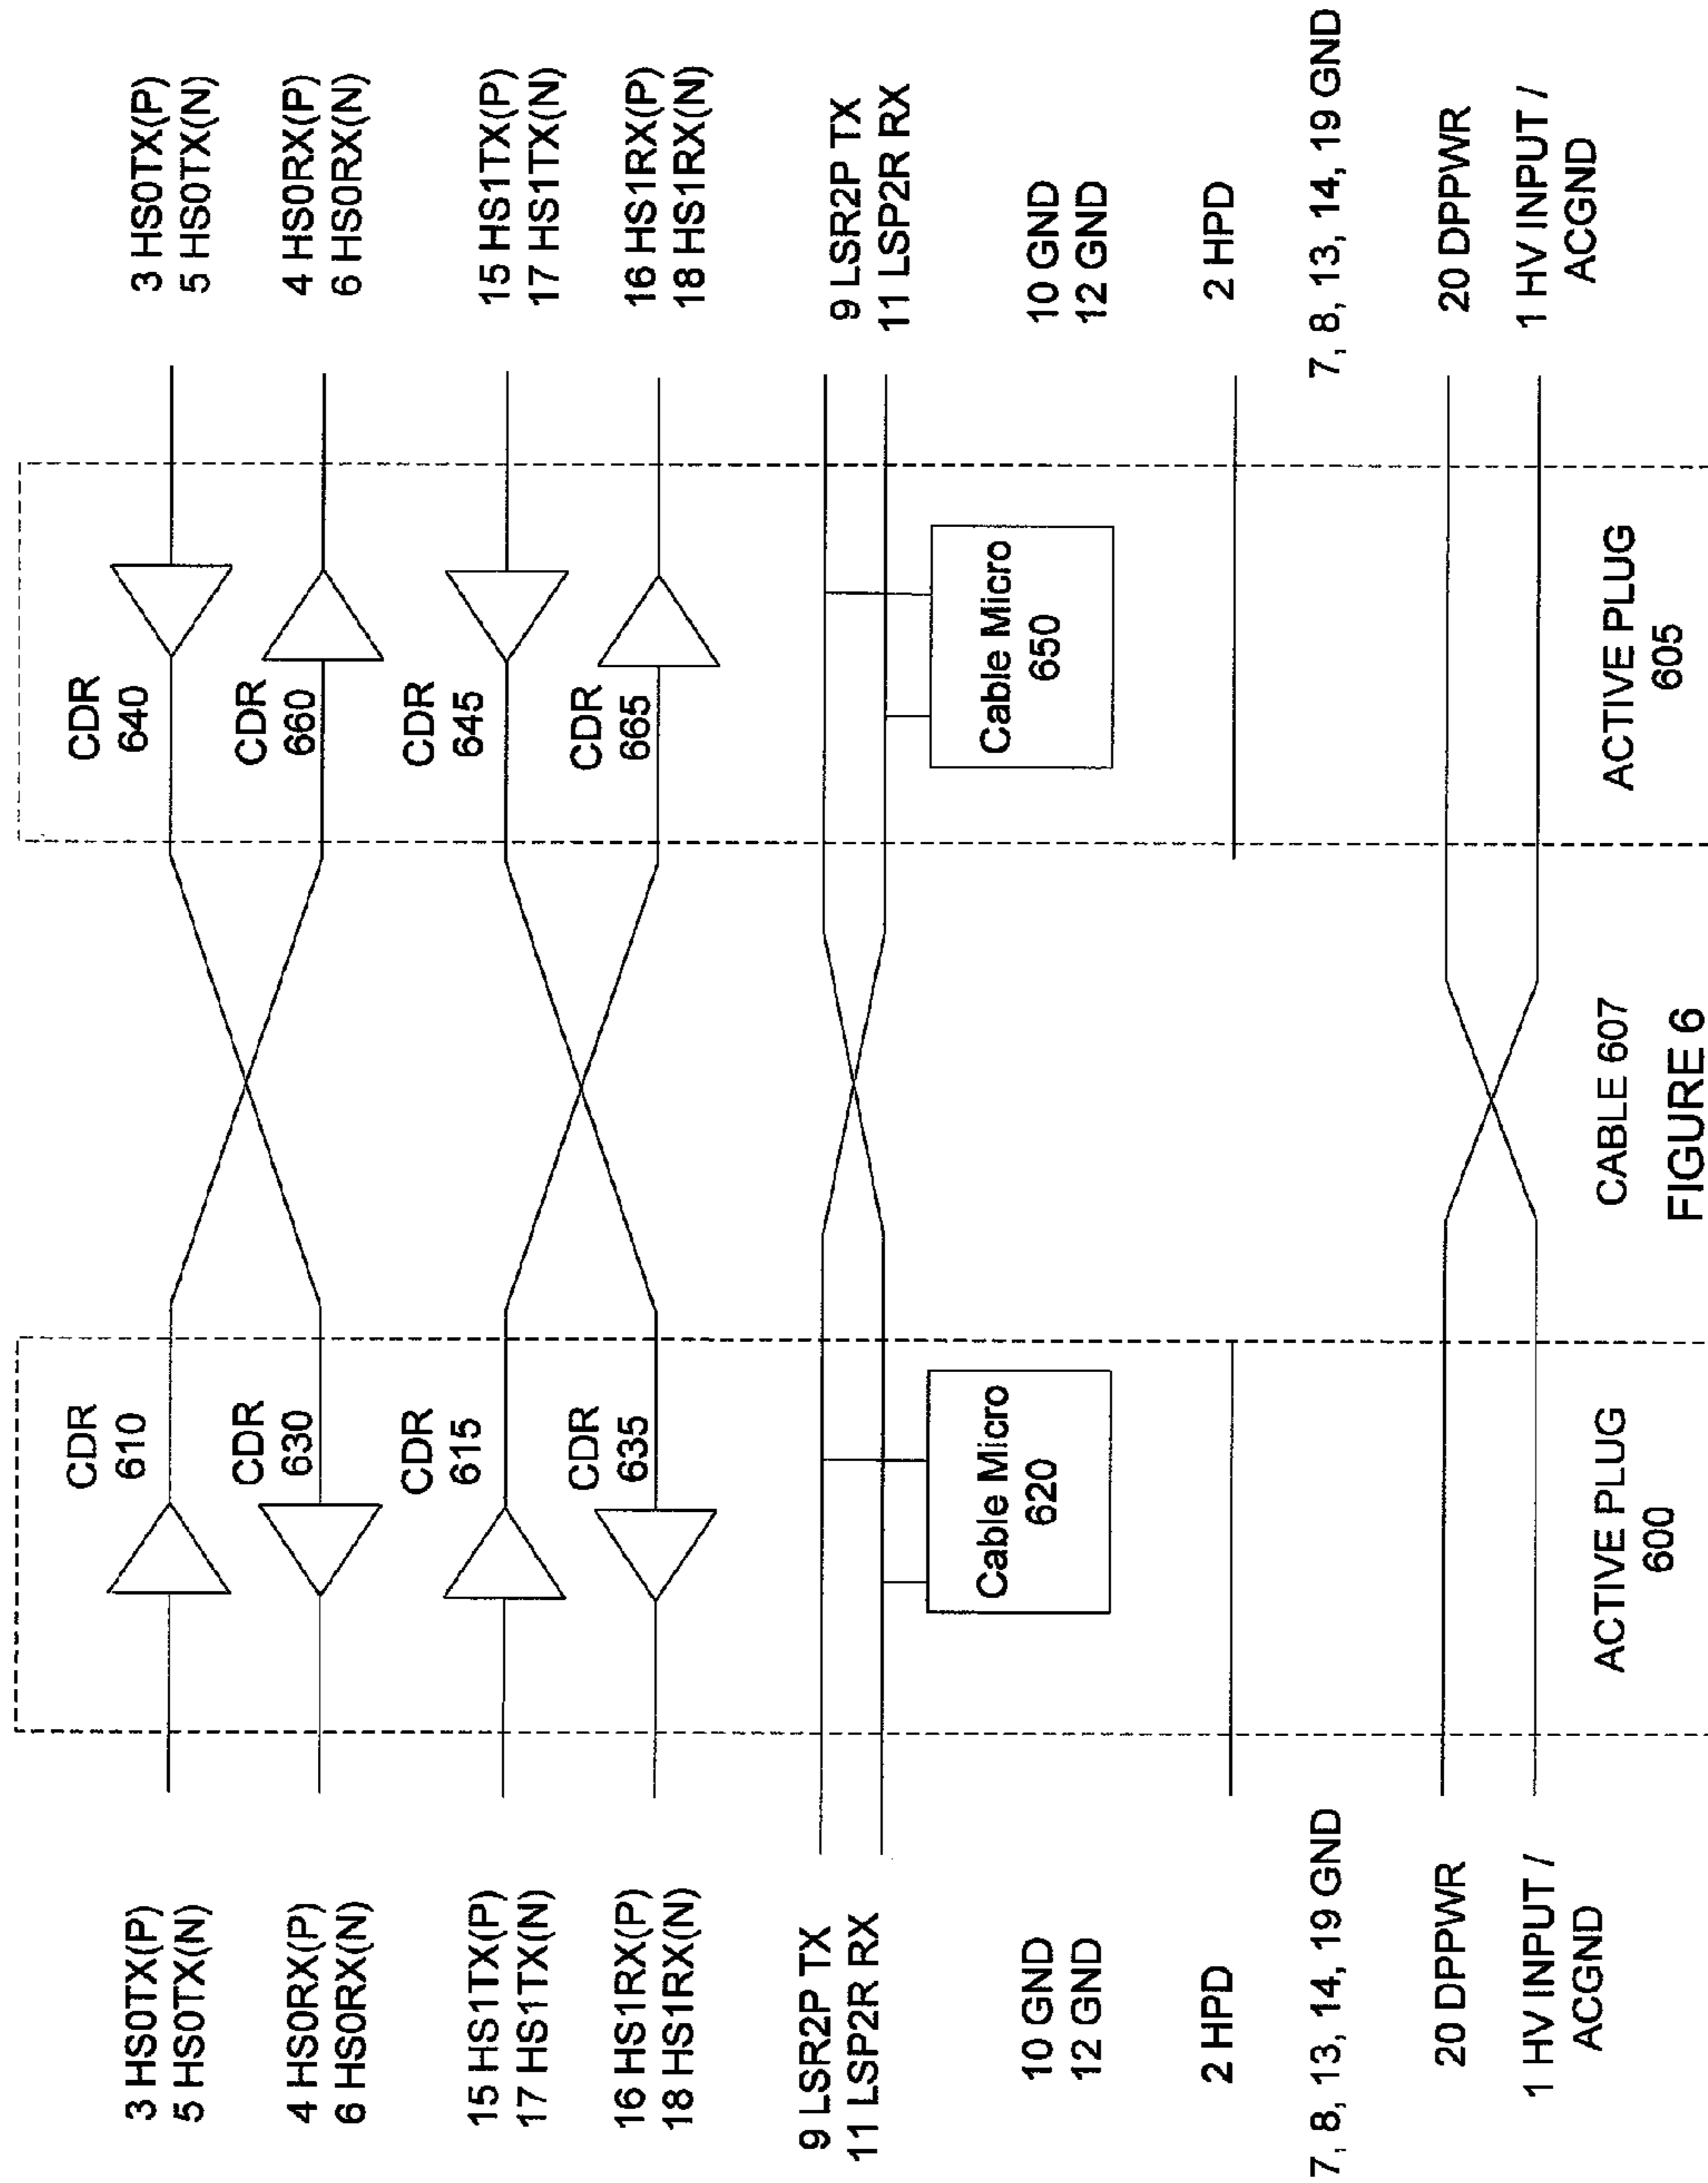 3 HS0TX(P)
5 HS0TX(N)
4 HS0RX(P)
6 HS0RX(N)
15 HS1TX(P)
17 HS1TX(N)
16 HS1RX(P)
18 HS1RX(N)
9 LSR2P TX
11 LSP2R RX
10 GND
12 GND
2 HPD
7, 8, 13, 14, 19 GND
20 DPPWR
1 HV INPUT /
ACGND
CDR
610
CDR
630
CDR
615
CDR
635
Cable Micro
620
ACTIVE PLUG
600
CABLE 607
CDR
640
CDR
660
CDR
645
CDR
665
Cable Micro
650
ACTIVE PLUG
605
3 HS0TX(P)
5 HS0TX(N)
4 HS0RX(P)
6 HS0RX(N)
15 HS1TX(P)
17 HS1TX(N)
16 HS1RX(P)
18 HS1RX(N)
9 LSR2P TX
11 LSP2R RX
10 GND
12 GND
2 HPD
7, 8, 13, 14, 19 GND
20 DPPWR
1 HV INPUT /
ACGND
FIGURE 6